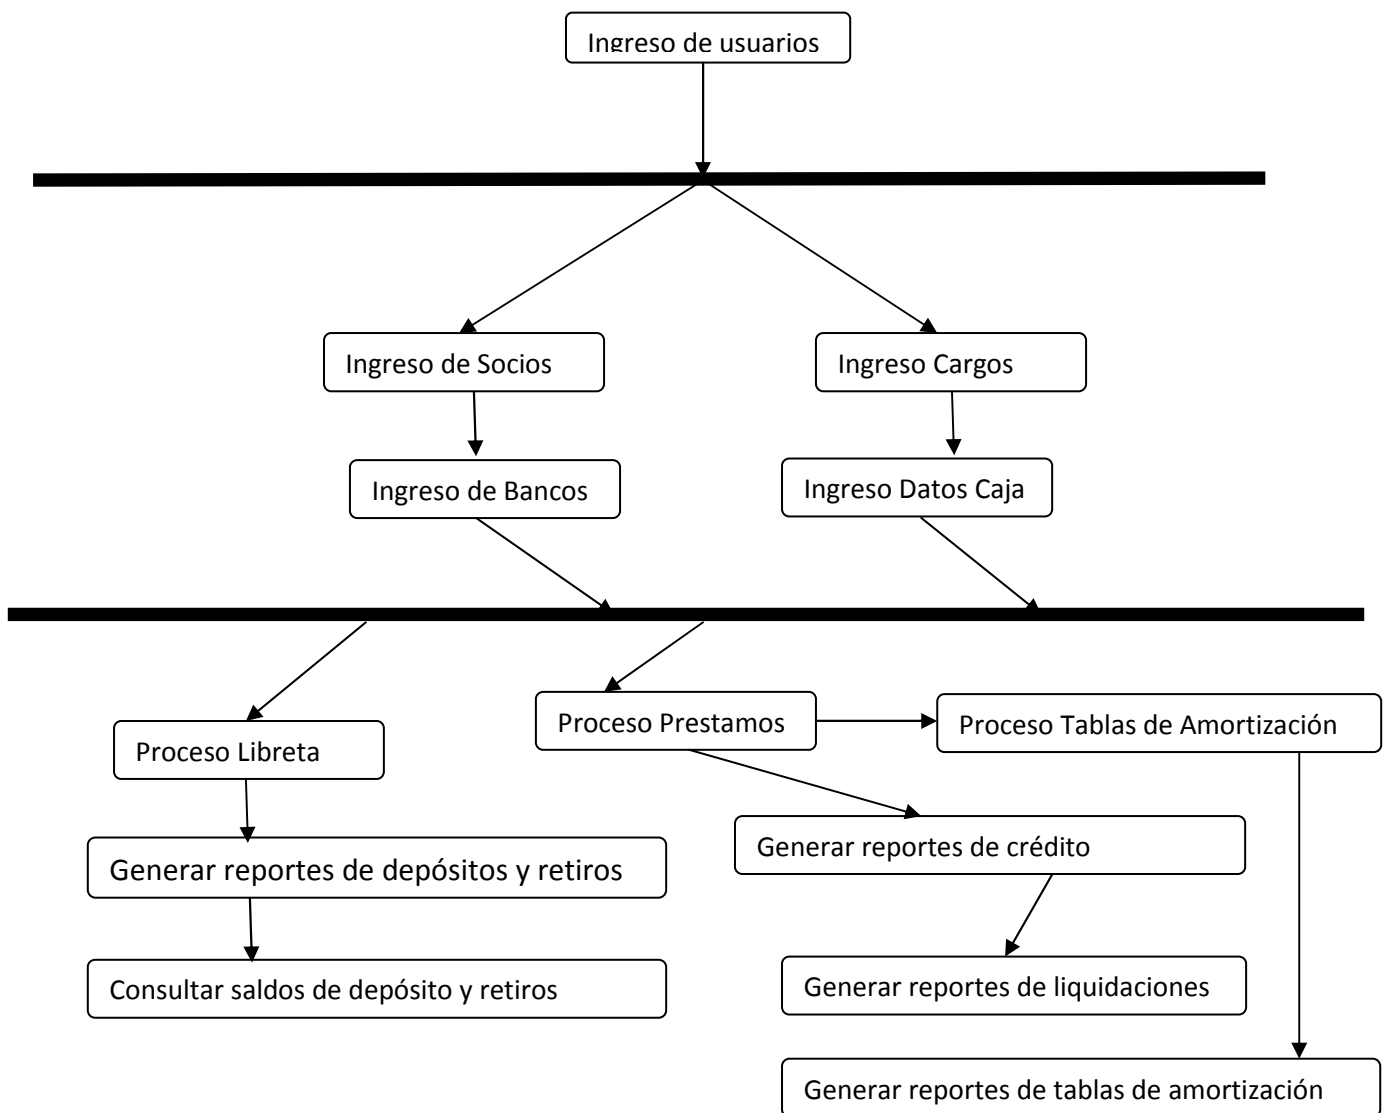 Ingreso de usuarios
Ingreso de Socios
Ingreso Cargos
Ingreso de Bancos
Ingreso Datos Caja
Proceso Libreta
Proceso Prestamos
Proceso Tablas de Amortización
Generar reportes de depósitos y retiros
Generar reportes de crédito
Consultar saldos de depósito y retiros
Generar reportes de liquidaciones
Generar reportes de tablas de amortización